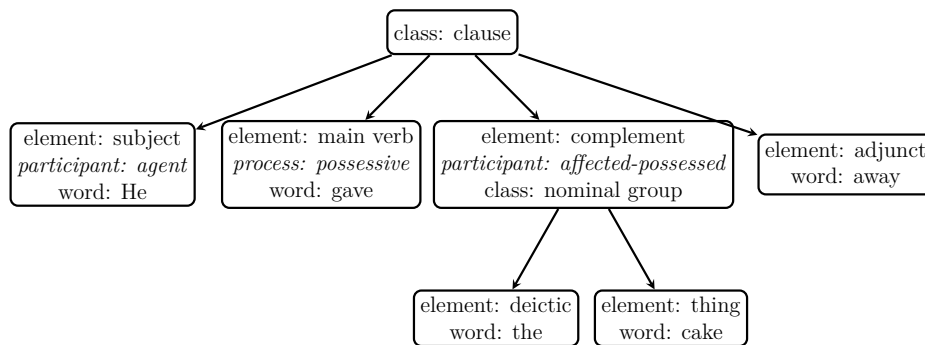 class: clause
element: subject
participant: agent
word: He
element: main verb
process: possessive
word: gave
element: complement
participant: affected-possessed
class: nominal group
element: adjunct
word: away
element: deictic
word: the
element: thing
word: cake